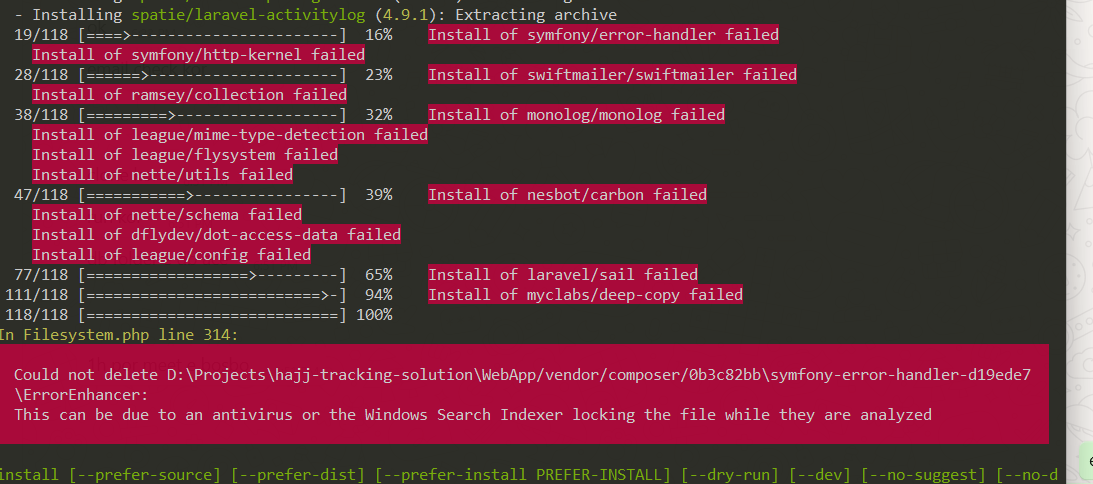 - Installing spatie/laravel-activitylog (4.9.1): Extracting archive
19/118 [====>-----------------------]  16%    Install of symfony/error-handler failed
Install of symfony/http-kernel failed
28/118 [======>---------------------]  23%    Install of swiftmailer/swiftmailer failed
Install of ramsey/collection failed
38/118 [=========>------------------]  32%    Install of monolog/monolog failed
Install of league/mime-type-detection failed
Install of league/flysystem failed
Install of nette/utils failed
47/118 [===========>----------------]  39%    Install of nesbot/carbon failed
Install of nette/schema failed
Install of dflydev/dot-access-data failed
Install of league/config failed
77/118 [==================>---------]  65%    Install of laravel/sail failed
111/118 [==========================>-]  94%    Install of myclabs/deep-copy failed
118/118 [============================] 100%
In Filesystem.php line 314:
Could not delete D:\Projects\hajj-tracking-solution\WebApp/vendor/composer/0b3c82bb\symfony-error-handler-d19ede7
\ErrorEnhancer:
This can be due to an antivirus or the Windows Search Indexer locking the file while they are analyzed
install [--prefer-source] [--prefer-dist] [--prefer-install PREFER-INSTALL] [--dry-run] [--dev] [--no-suggest] [--no-d